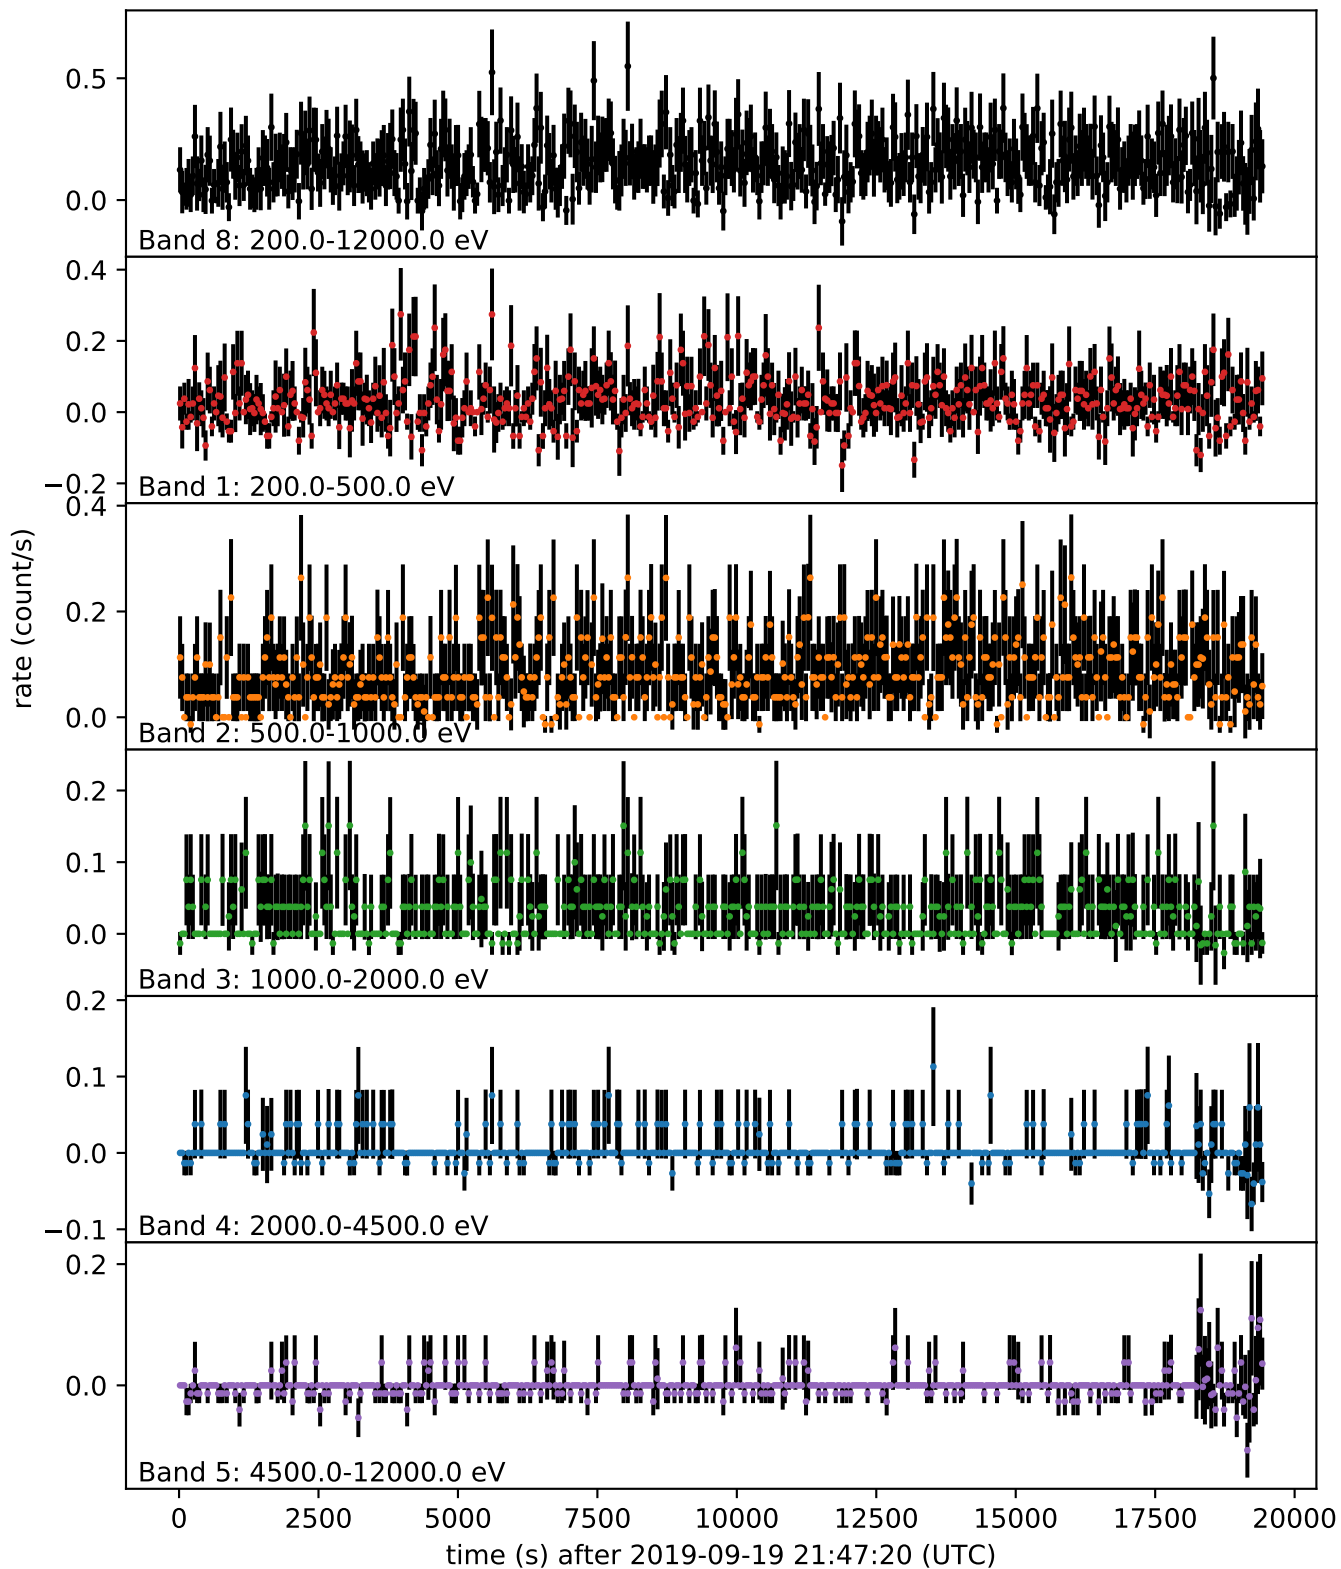 0.5
0.0
Band 8: 200.0-12000.0 eV
0.4
0.2
0.0
−0.2
Band 1: 200.0-500.0 eV
0.4
0.2
0.0
Band 2: 500.0-1000.0 eV
rate (count/s)
0.2
0.1
0.0
Band 3: 1000.0-2000.0 eV
0.2
0.1
0.0
−0.1
Band 4: 2000.0-4500.0 eV
0.2
0.0
Band 5: 4500.0-12000.0 eV
0 2500 5000 7500 10000 12500 15000 17500 20000
time (s) after 2019-09-19 21:47:20 (UTC)